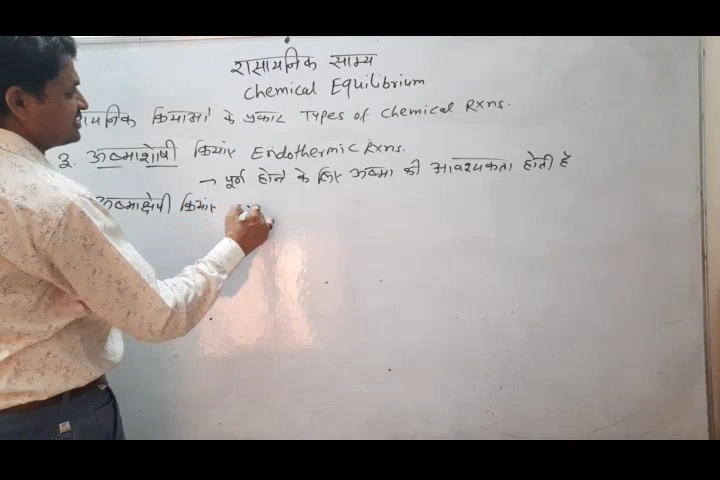 रासायनिक साम्य
Chemical Equilibrium
यनिक क्रियाओं के प्रकार Types of Chemical Rxns.
3. ऊष्माशोषी क्रियाएं Endothermic Rxns.
→ पूर्ण होने के लिए ऊष्मा की आवश्यकता होती है
ऊष्माक्षेपी क्रियाएं